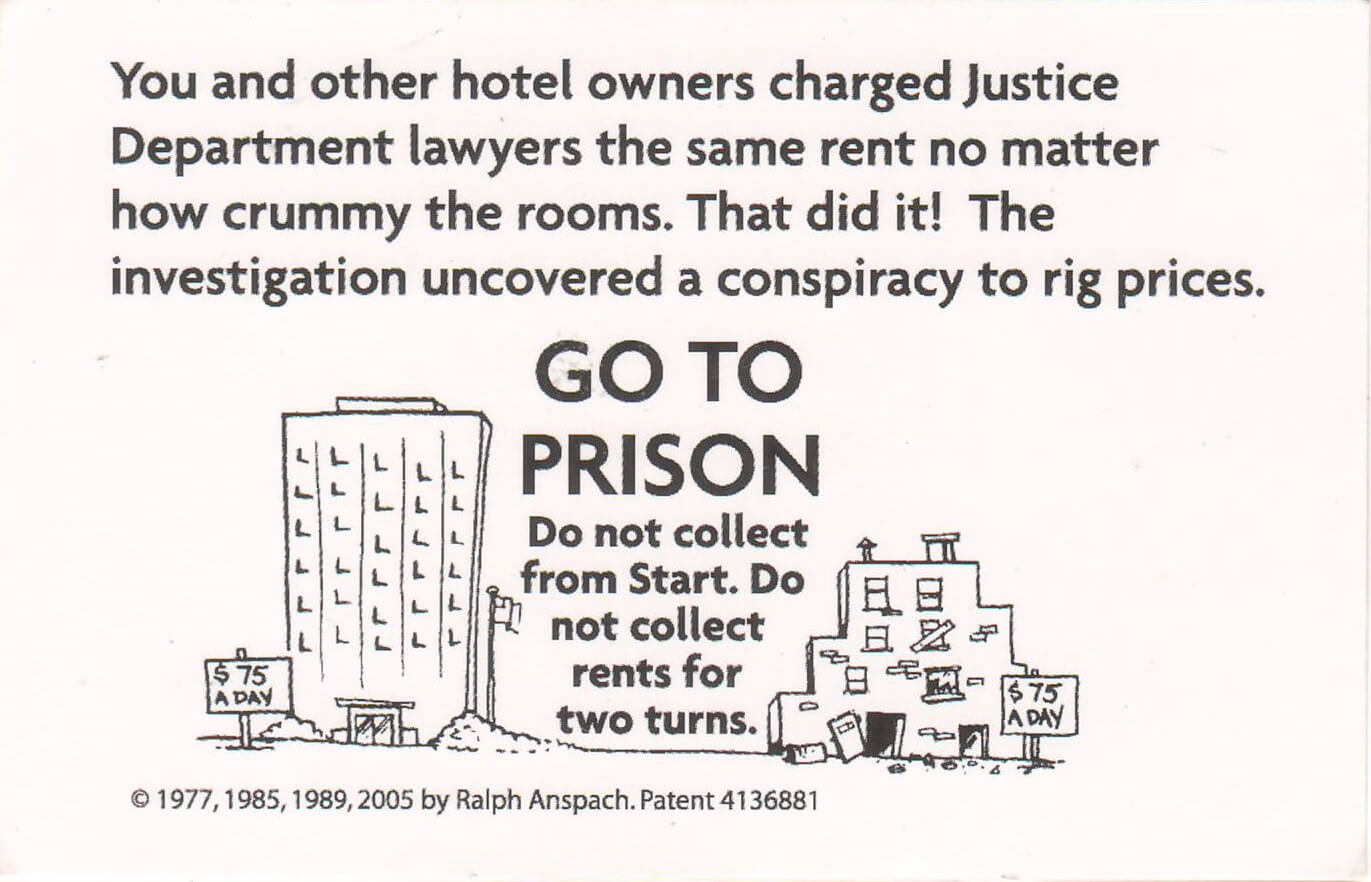 You and other hotel owners charged Justice
Department lawyers the same rent no matter
how crummy the rooms. That did it!  The
investigation uncovered a conspiracy to rig prices.
GO TO
PRISON
Do not collect
from Start. Do
not collect
rents for
two turns.
$ 75
A DAY
$ 75
A DAY
© 1977, 1985, 1989, 2005 by Ralph Anspach. Patent 4136881